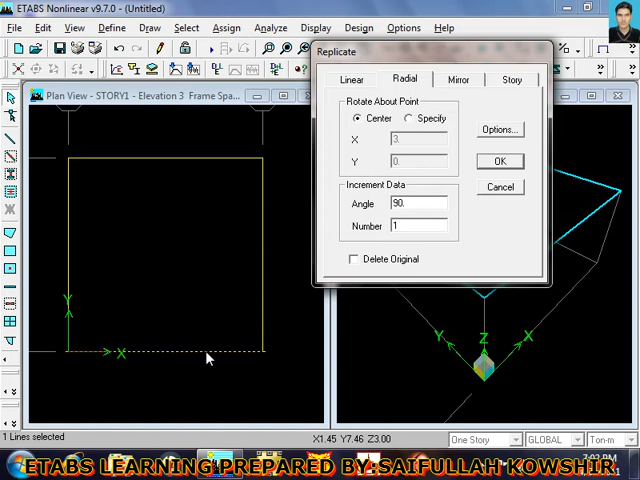 ETABS Nonlinear v9.7.0 - (Untitled)
File Edit View Define Draw Select Assign Analyze Display Design Options Help
Plan View - STORY1 - Elevation 3 Frame Spa...
Replicate
Linear Radial Mirror Story
Rotate About Point
Center Specify
X 3.
Y 0.
Increment Data
Angle 90.
Number 1
Delete Original
Options...
OK
Cancel
Y
X
Y Z X
1 Lines selected
X1.45 Y7.46 Z3.00
One Story GLOBAL Ton-m
ETABS LEARNING PREPARED BY:SAIFULLAH KOWSHIR